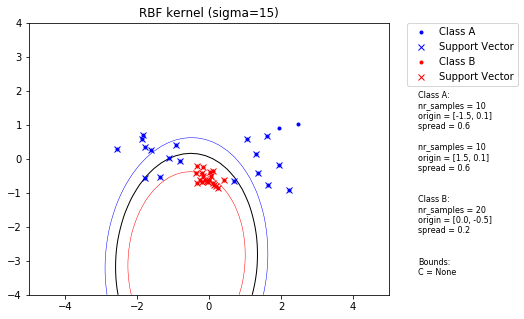 RBF kernel (sigma=15)
4
3
2
1
0
−1
−2
−3
−4
−4
−2
0
2
4
Class A
Support Vector
Class B
Support Vector
Class A:
nr_samples = 10
origin = [-1.5, 0.1]
spread = 0.6
nr_samples = 10
origin = [1.5, 0.1]
spread = 0.6
Class B:
nr_samples = 20
origin = [0.0, -0.5]
spread = 0.2
Bounds:
C = None